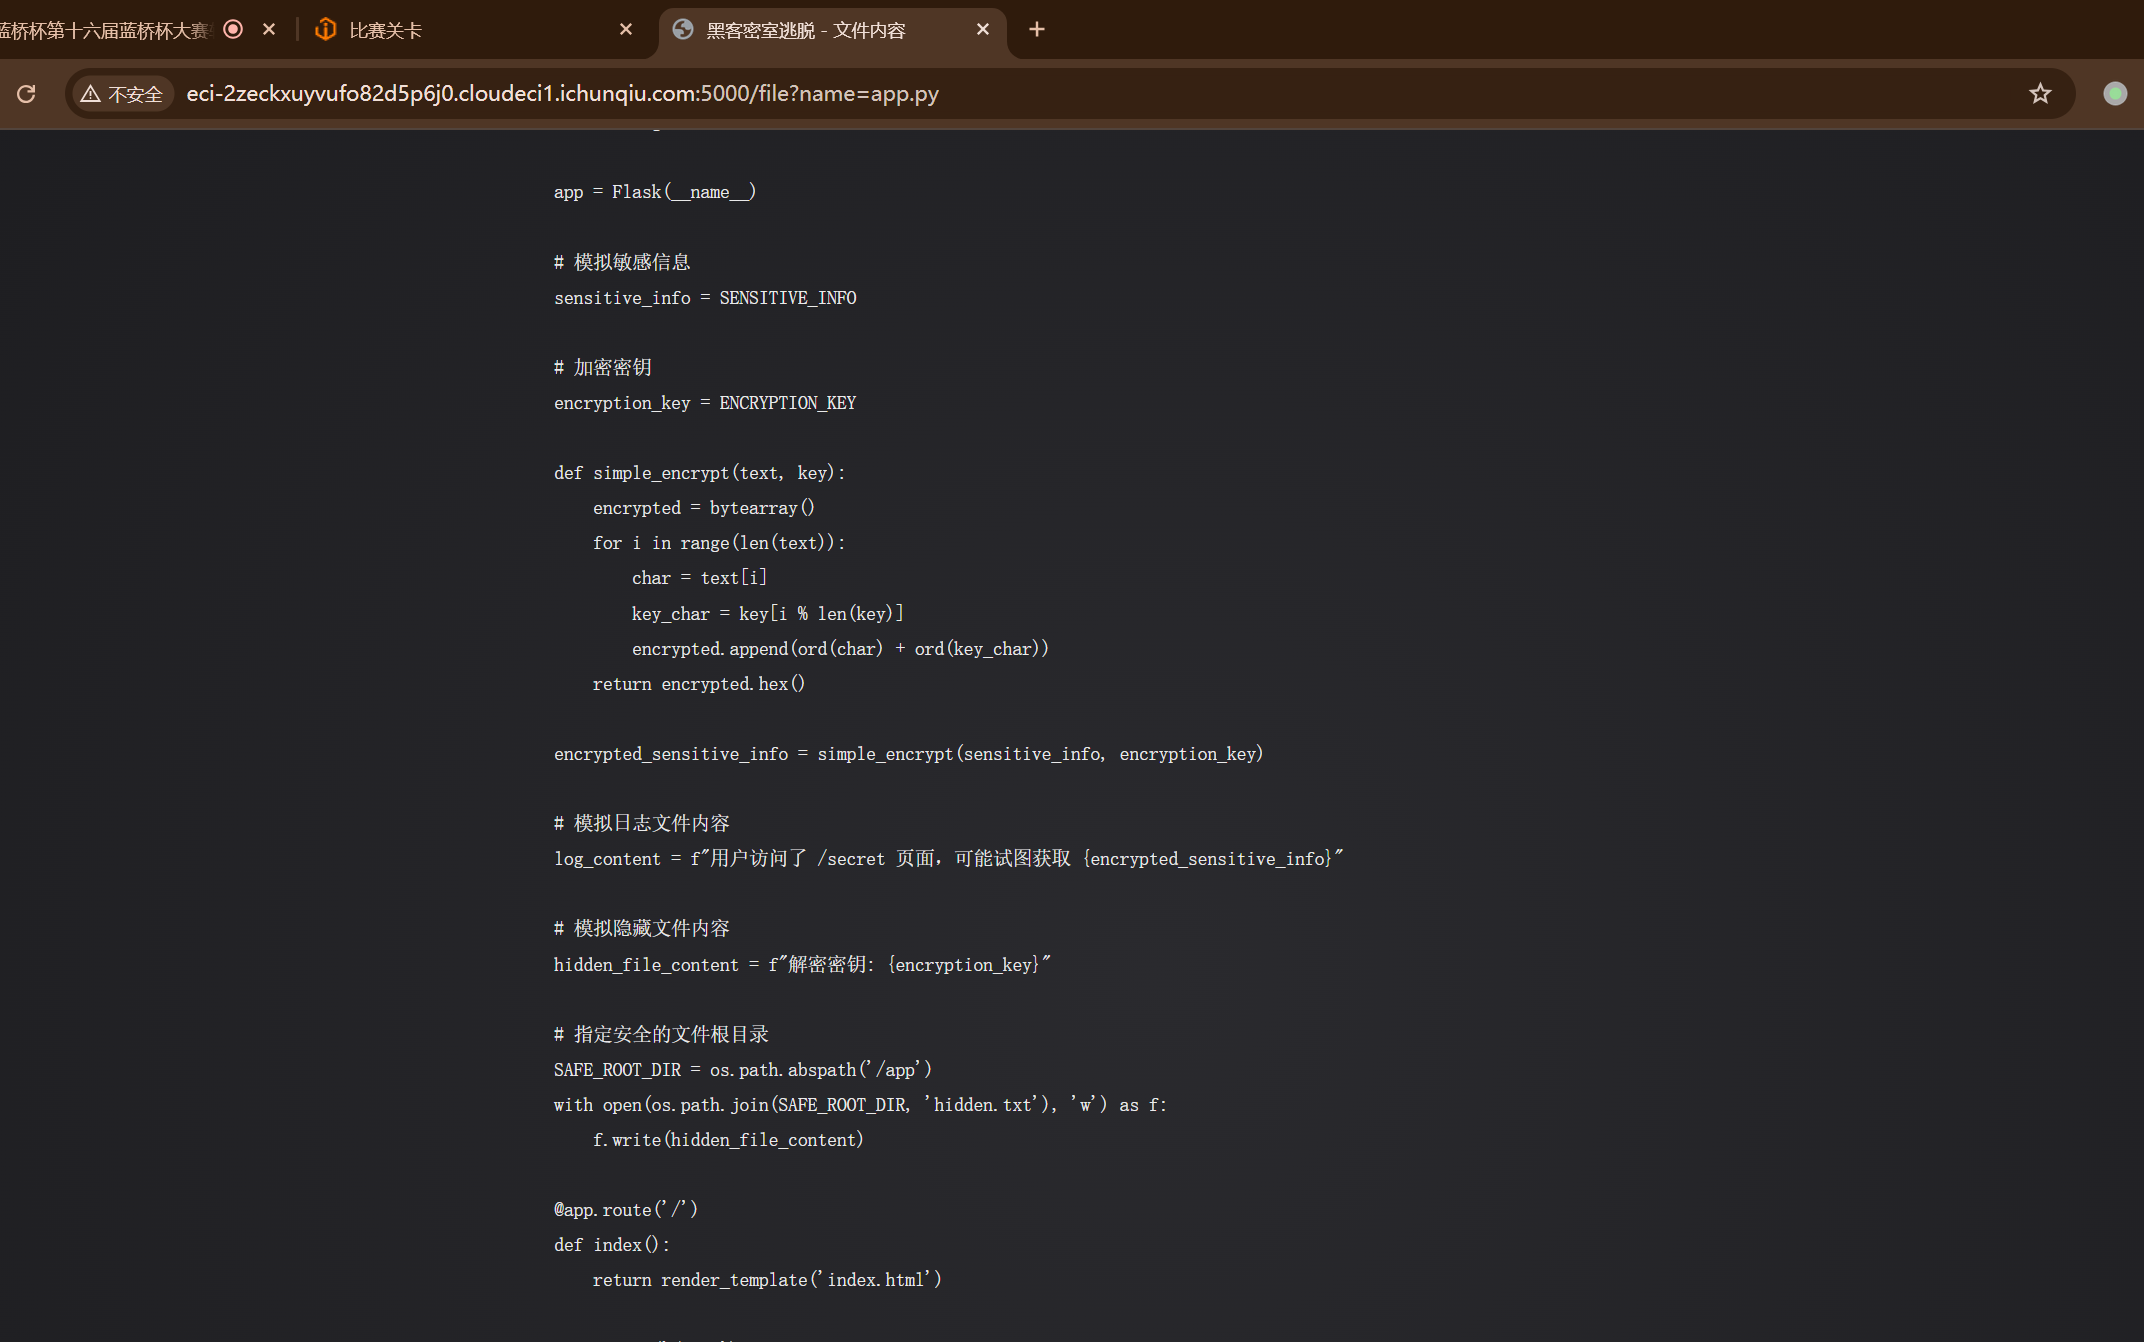 蓝桥杯第十六届蓝桥杯大赛
比赛关卡
黑客密室逃脱 - 文件内容
不安全
eci-2zeckxuyvufo82d5p6j0.cloudeci1.ichunqiu.com:5000/file?name=app.py
app = Flask(__name__)
# 模拟敏感信息
sensitive_info = SENSITIVE_INFO
# 加密密钥
encryption_key = ENCRYPTION_KEY
def simple_encrypt(text, key):
    encrypted = bytearray()
    for i in range(len(text)):
        char = text[i]
        key_char = key[i % len(key)]
        encrypted.append(ord(char) + ord(key_char))
    return encrypted.hex()
encrypted_sensitive_info = simple_encrypt(sensitive_info, encryption_key)
# 模拟日志文件内容
log_content = f"用户访问了 /secret 页面，可能试图获取 {encrypted_sensitive_info}"
# 模拟隐藏文件内容
hidden_file_content = f"解密密钥: {encryption_key}"
# 指定安全的文件根目录
SAFE_ROOT_DIR = os.path.abspath('/app')
with open(os.path.join(SAFE_ROOT_DIR, 'hidden.txt'), 'w') as f:
    f.write(hidden_file_content)
@app.route('/')
def index():
    return render_template('index.html')